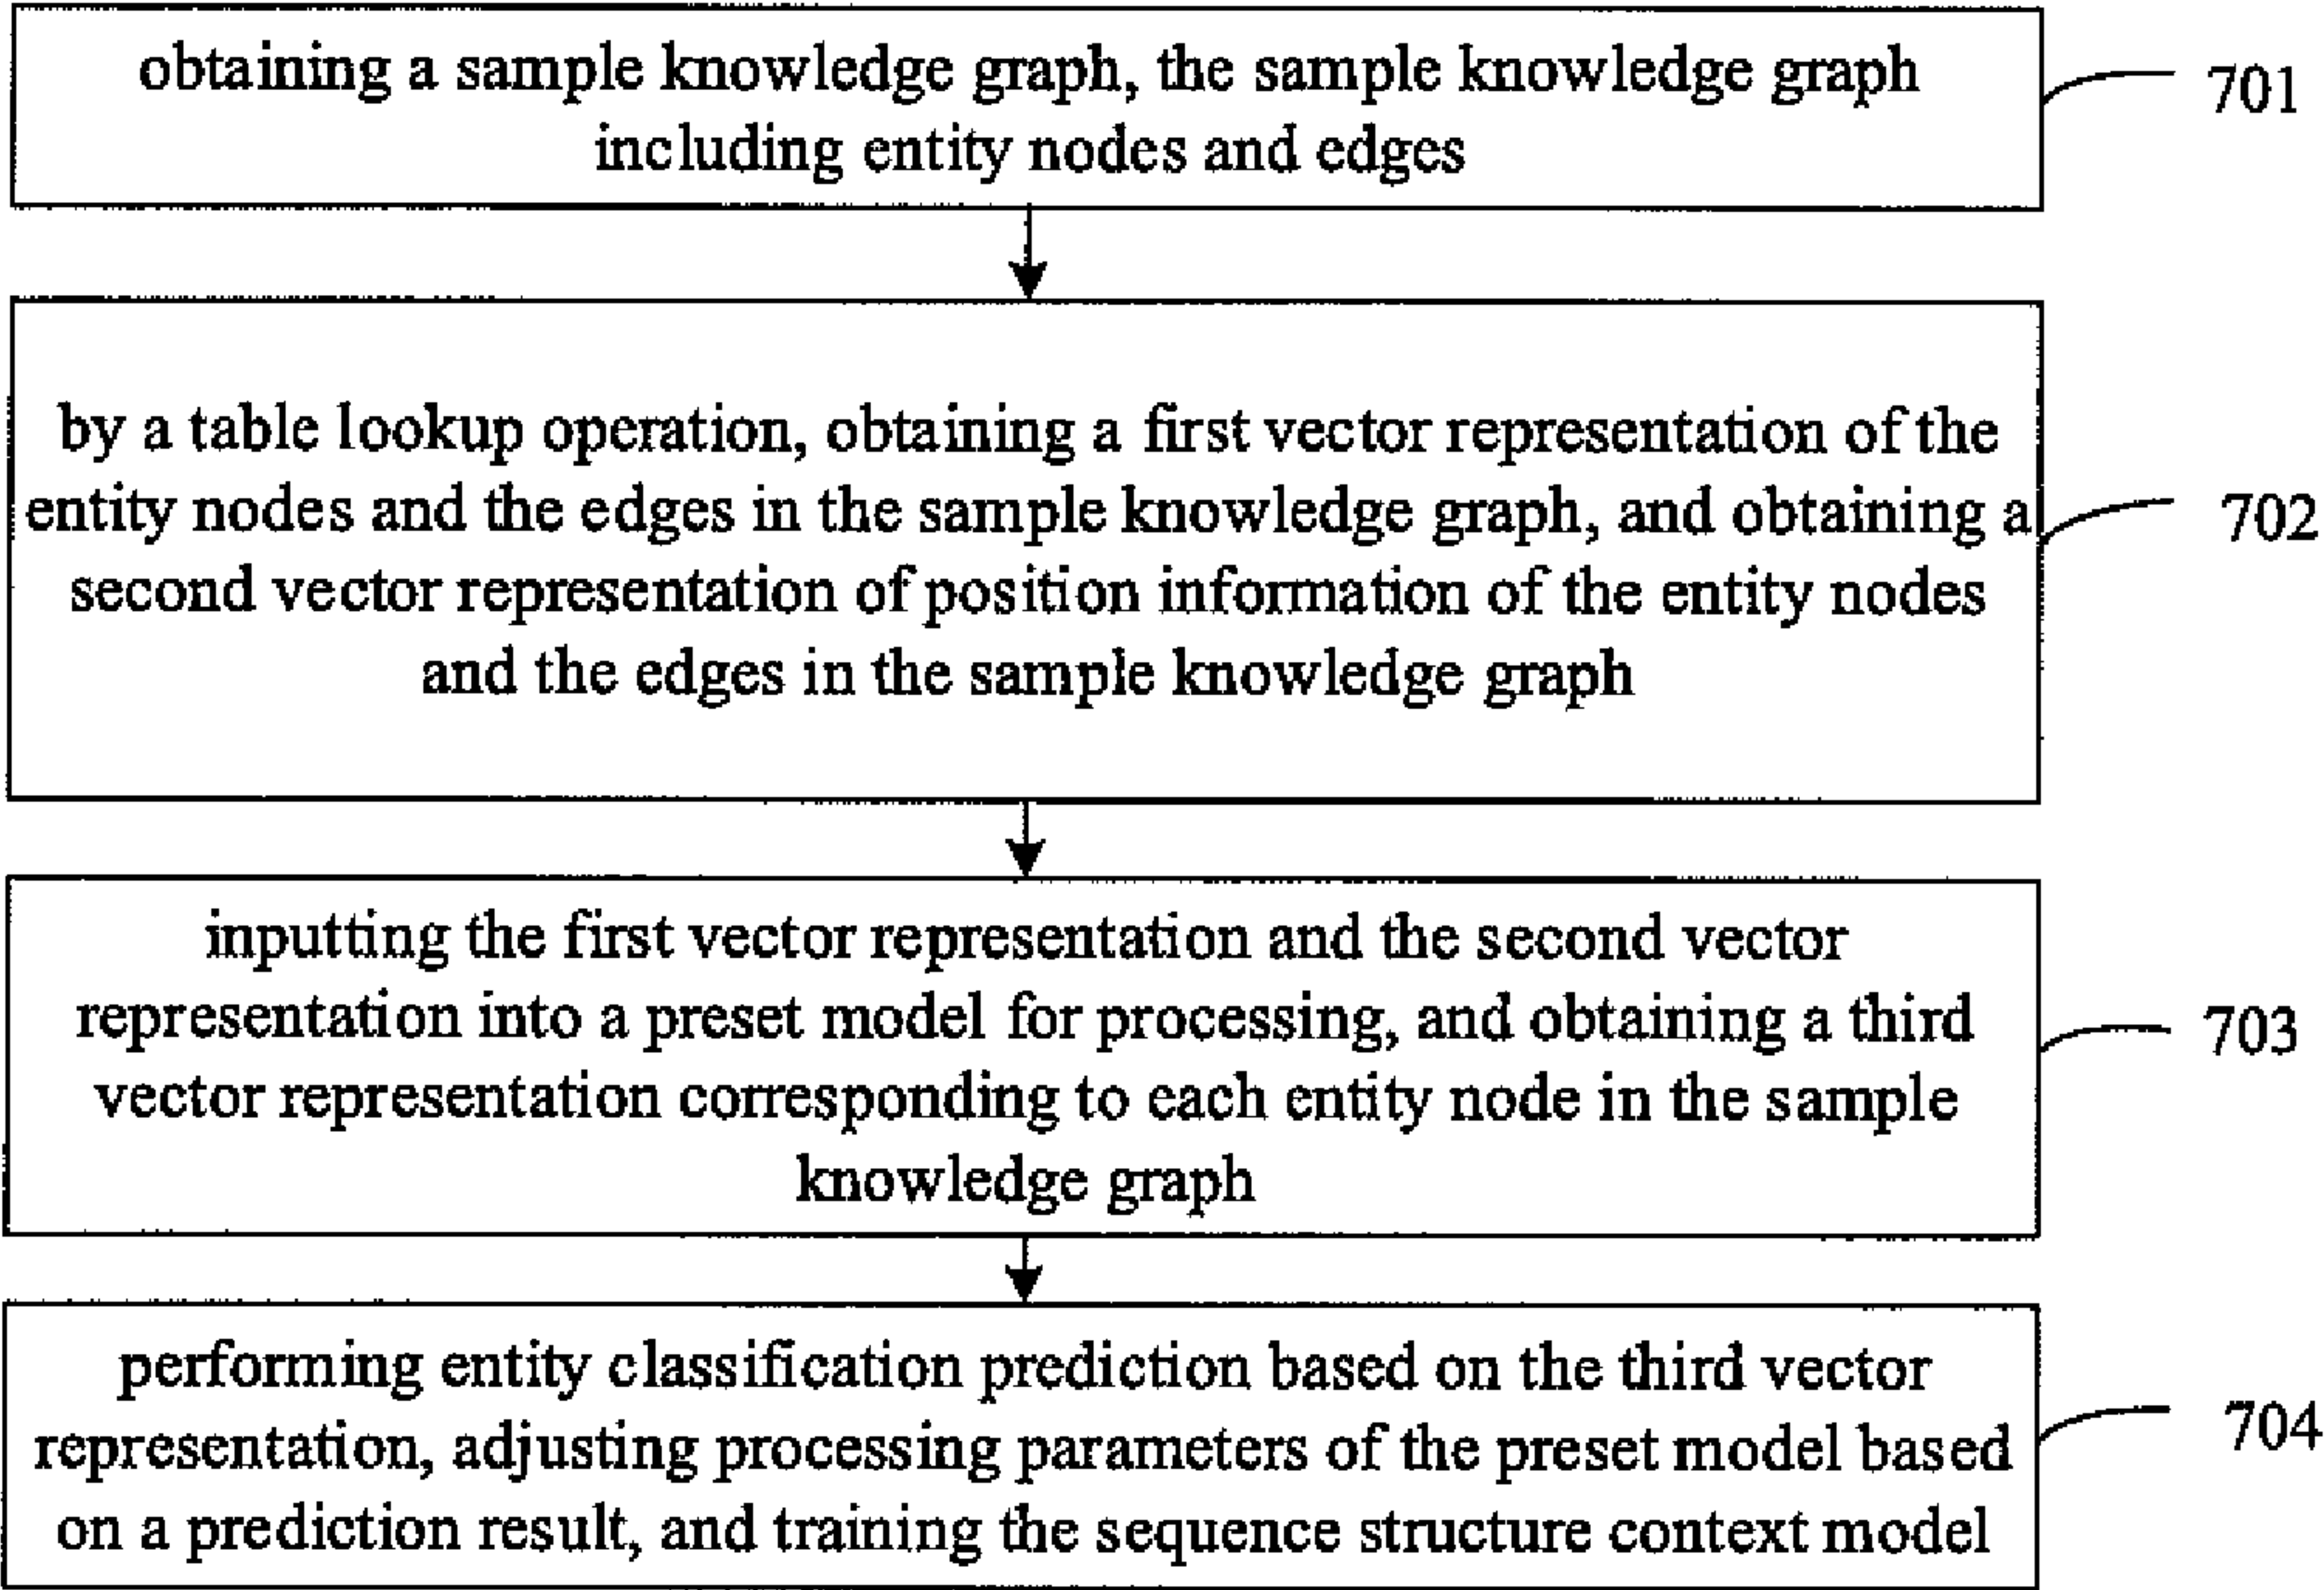 obtaining a sample knowledge graph, the sample knowledge graph
including entity nodes and edges
701
by a table lookup operation, obtaining a first vector representation of the
entity nodes and the edges in the sample knowledge graph, and obtaining a
second vector representation of position information of the entity nodes
and the edges in the sample knowledge graph
702
inputting the first vector representation and the second vector
representation into a preset model for processing, and obtaining a third
vector representation corresponding to each entity node in the sample
knowledge graph
703
performing entity classification prediction based on the third vector
representation, adjusting processing parameters of the preset model based
on a prediction result, and training the sequence structure context model
704